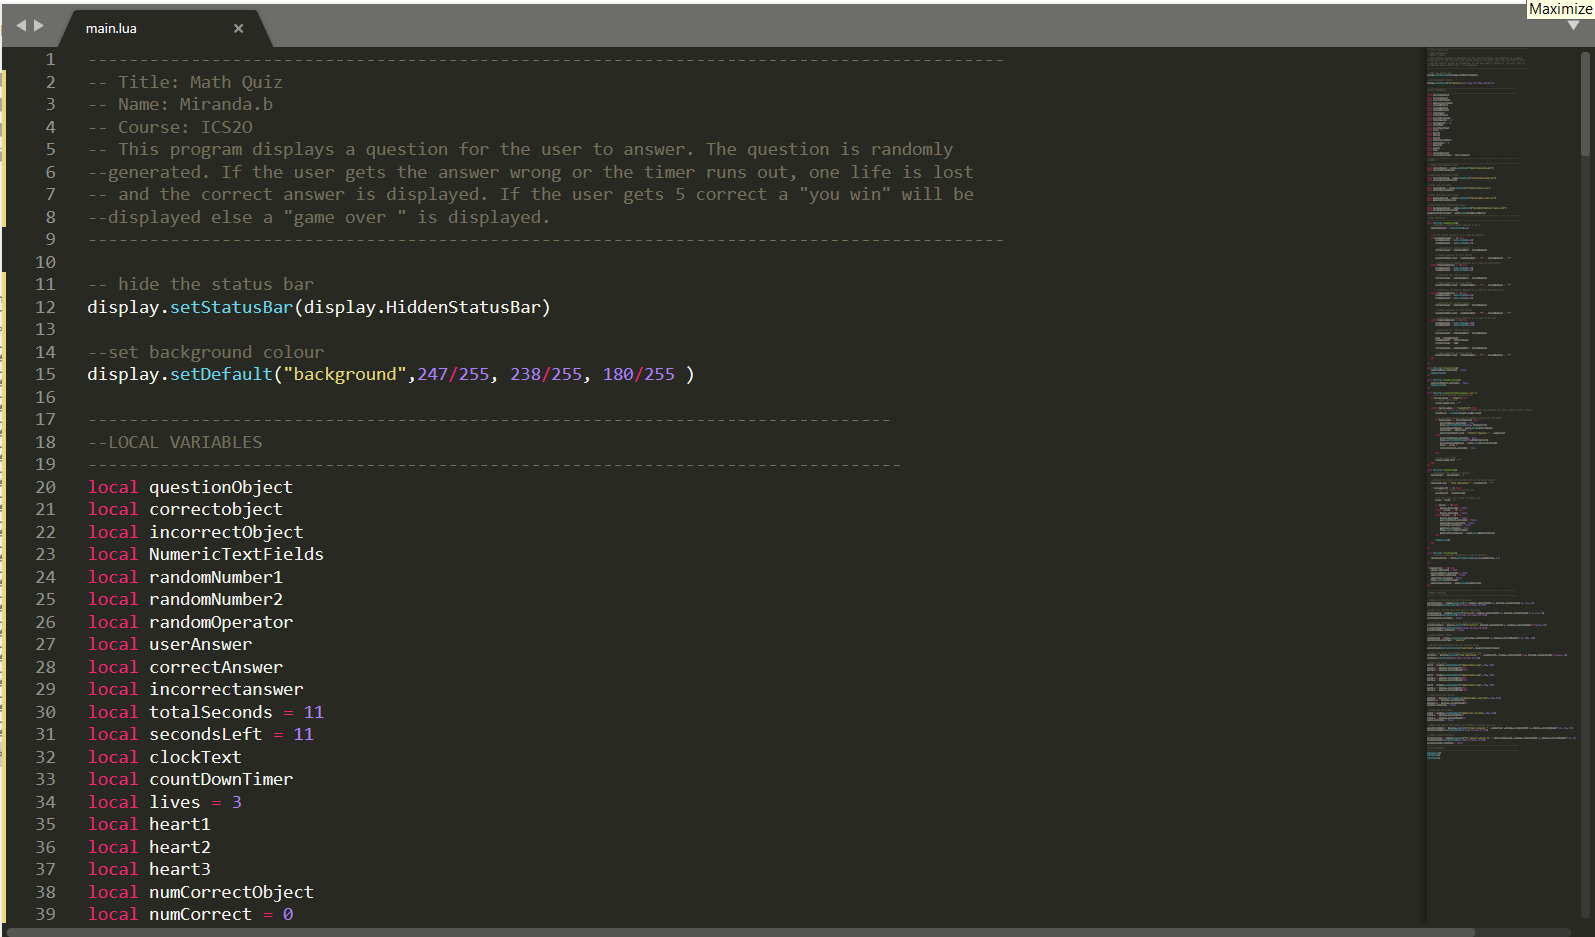 Maximize
main.lua ×
1 -----------------------------------------------------------------------------------------
2 -- Title: Math Quiz
3 -- Name: Miranda.b
4 -- Course: ICS2O
5 -- This program displays a question for the user to answer. The question is randomly
6 --generated. If the user gets the answer wrong or the timer runs out, one life is lost
7 -- and the correct answer is displayed. If the user gets 5 correct a "you win" will be
8 --displayed else a "game over " is displayed.
9 -----------------------------------------------------------------------------------------
10
11 -- hide the status bar
12 display.setStatusBar(display.HiddenStatusBar)
13
14 --set background colour
15 display.setDefault("background",247/255, 238/255, 180/255 )
16
17 ------------------------------------------------------------------------------
18 --LOCAL VARIABLES
19 -------------------------------------------------------------------------------
20 local questionObject
21 local correctobject
22 local incorrectObject
23 local NumericTextFields
24 local randomNumber1
25 local randomNumber2
26 local randomOperator
27 local userAnswer
28 local correctAnswer
29 local incorrectanswer
30 local totalSeconds = 11
31 local secondsLeft = 11
32 local clockText
33 local countDownTimer
34 local lives = 3
35 local heart1
36 local heart2
37 local heart3
38 local numCorrectObject
39 local numCorrect = 0